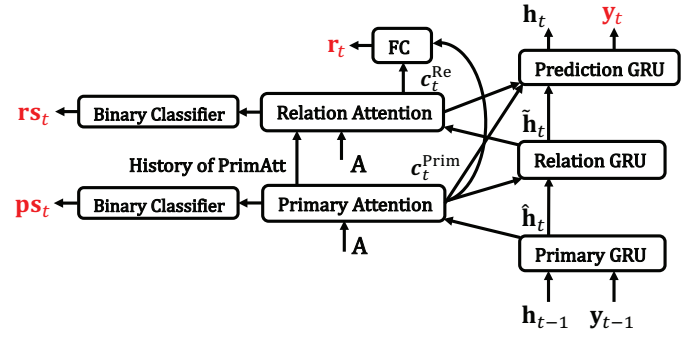 h_t y_t
r_t FC Prediction GRU
c_t^Re
rs_t Binary Classifier Relation Attention h̃_t
History of PrimAtt A c_t^Prim Relation GRU
ps_t Binary Classifier Primary Attention ĥ_t
A Primary GRU
h_{t−1} y_{t−1}